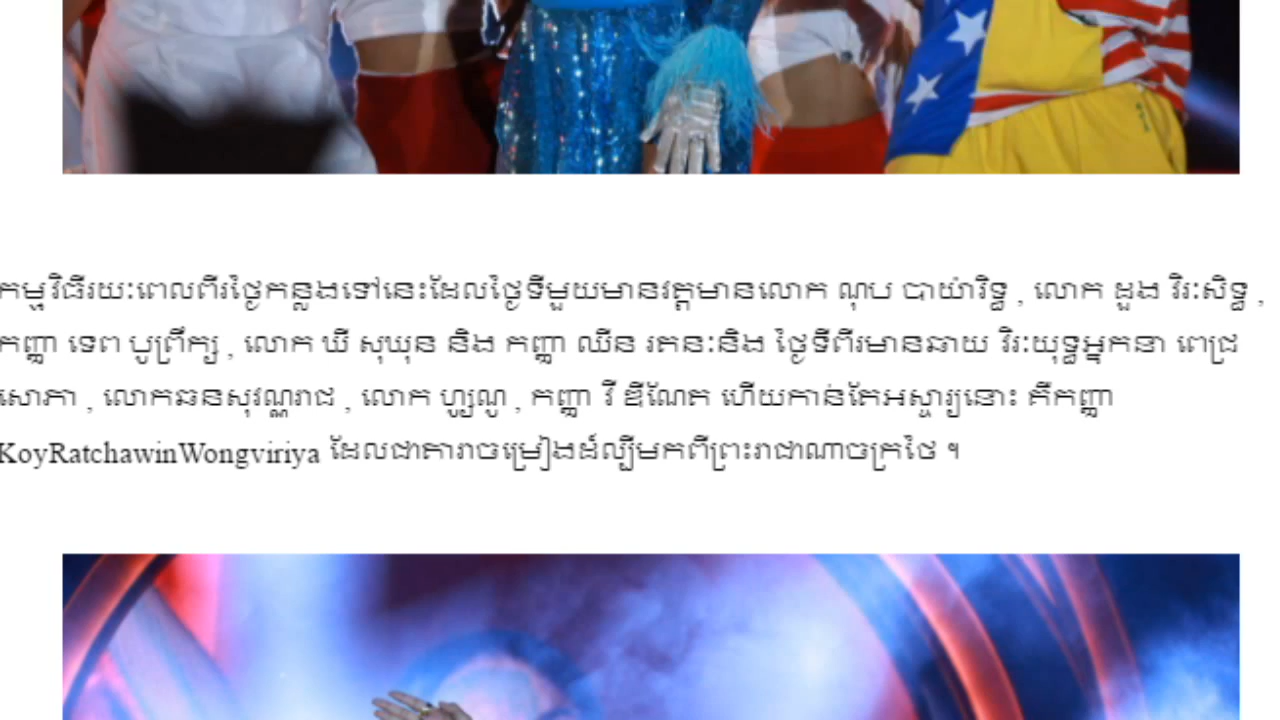 កម្មវិធីរយៈពេលពីរថ្ងៃកន្លងទៅនេះដែលថ្ងៃទីមួយមានវត្តមានលោក ណុប បាយ៉ារិទ្ធ , លោក ដួង វិរៈសិទ្ធ ,
កញ្ញា ទេព បូព្រឹក្ស , លោក ឃី សុឃុន និង កញ្ញា ឈីន រតនៈនិង ថ្ងៃទីពីរមានឆាយ វិរៈយុទ្ធអ្នកនា ពេជ្រ
សោភា , លោកឆនសុវណ្ណរាជ , លោក ហ្ស្សណូ , កញ្ញា វី ឌីណែត ហើយកាន់តែអស្ចារ្យនោះ គឺកញ្ញា
KoyRatchawinWongviriya ដែលជាតារាចម្រៀងដ៍ល្បីមកពីព្រះរាជាណាចក្រថៃ ។